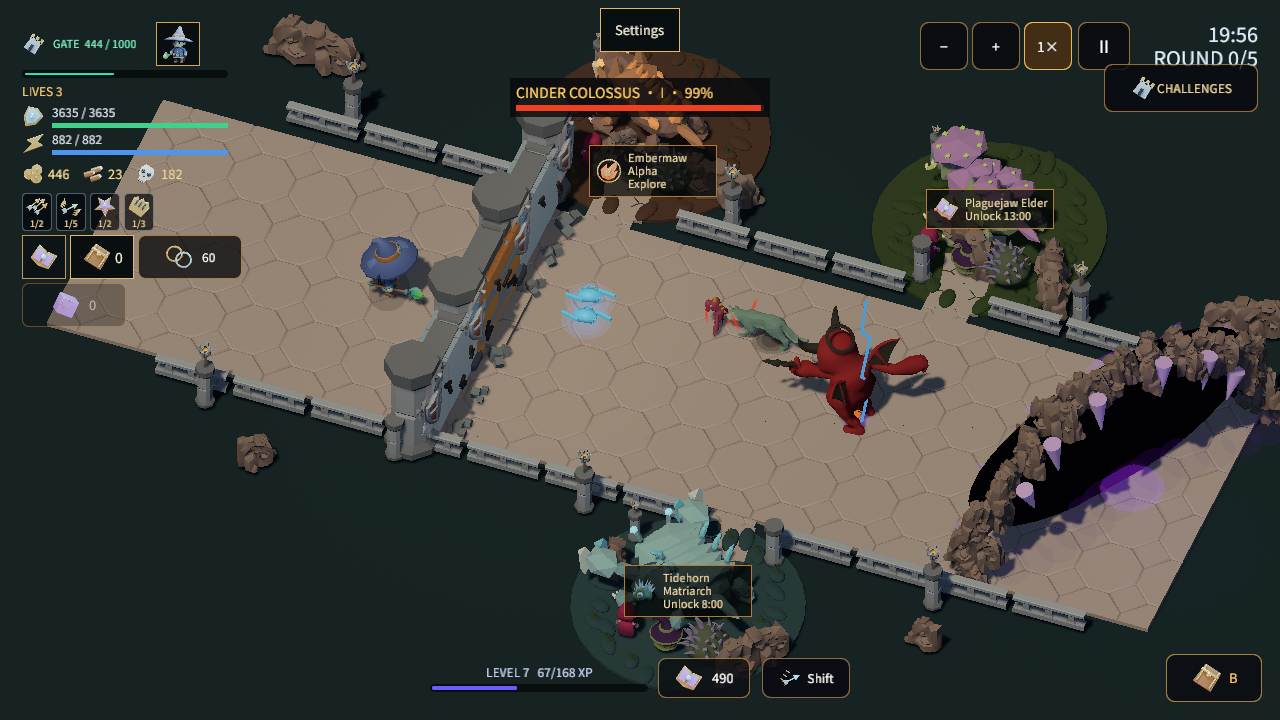 Settings
GATE 444 / 1000
LIVES 3
3635 / 3635
882 / 882
446 23 182
1/2 1/5 1/2 1/3
0 60
0
CINDER COLOSSUS • I • 99%
Embermaw
Alpha
Explore
− + 1× II
19:56
ROUND 0/5
CHALLENGES
Plaguejaw Elder
Unlock 13:00
Tidehorn
Matriarch
Unlock 8:00
LEVEL 7 67/168 XP
490
Shift
B